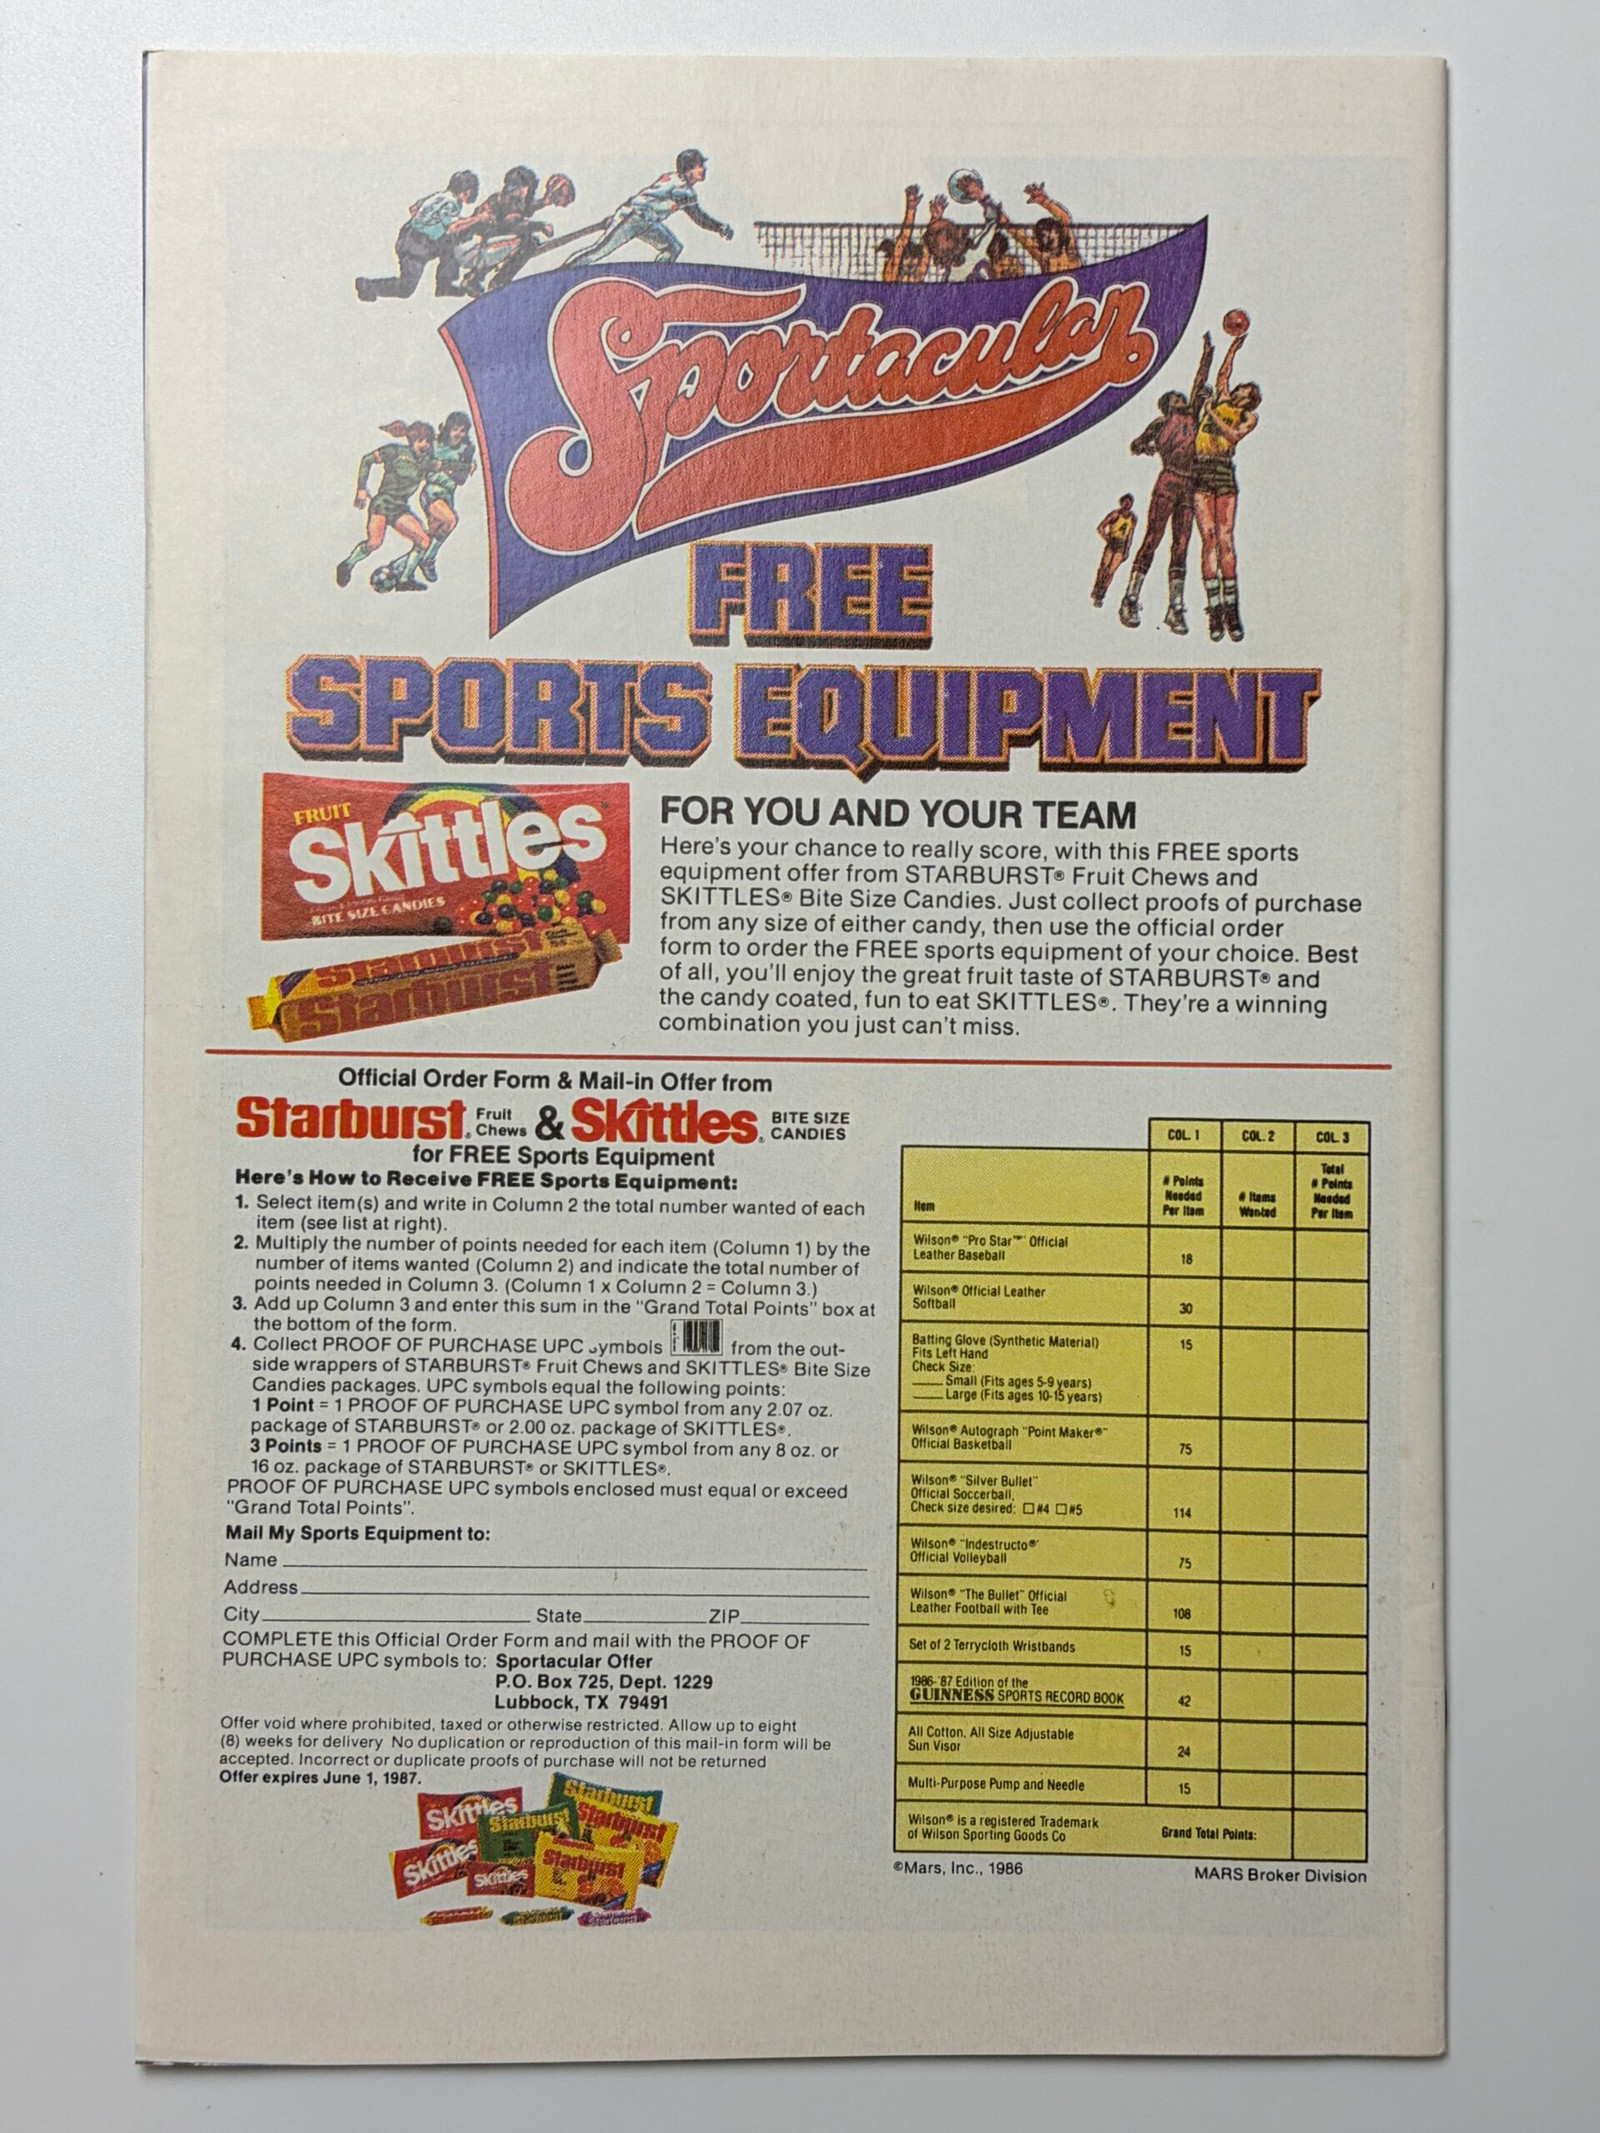 Sportacular
FREE
SPORTS EQUIPMENT
FRUIT
Skittles
BITE SIZE CANDIES
Starburst
Starburst
FOR YOU AND YOUR TEAM
Here's your chance to really score, with this FREE sports
equipment offer from STARBURST® Fruit Chews and
SKITTLES® Bite Size Candies. Just collect proofs of purchase
from any size of either candy, then use the official order
form to order the FREE sports equipment of your choice. Best
of all, you'll enjoy the great fruit taste of STARBURST® and
the candy coated, fun to eat SKITTLES®. They're a winning
combination you just can't miss.
Official Order Form & Mail-in Offer from
Starburst® Fruit Chews & Skittles® BITE SIZE CANDIES
for FREE Sports Equipment
Here's How to Receive FREE Sports Equipment:
1. Select item(s) and write in Column 2 the total number wanted of each
item (see list at right).
2. Multiply the number of points needed for each item (Column 1) by the
number of items wanted (Column 2) and indicate the total number of
points needed in Column 3. (Column 1 x Column 2 = Column 3.)
3. Add up Column 3 and enter this sum in the "Grand Total Points" box at
the bottom of the form.
4. Collect PROOF OF PURCHASE UPC symbols from the out-
side wrappers of STARBURST® Fruit Chews and SKITTLES® Bite Size
Candies packages. UPC symbols equal the following points:
1 Point = 1 PROOF OF PURCHASE UPC symbol from any 2.07 oz.
package of STARBURST® or 2.00 oz. package of SKITTLES®.
3 Points = 1 PROOF OF PURCHASE UPC symbol from any 8 oz. or
16 oz. package of STARBURST® or SKITTLES®.
PROOF OF PURCHASE UPC symbols enclosed must equal or exceed
"Grand Total Points".
Mail My Sports Equipment to:
Name
Address
City State ZIP
COMPLETE this Official Order Form and mail with the PROOF OF
PURCHASE UPC symbols to: Sportacular Offer
P.O. Box 725, Dept. 1229
Lubbock, TX 79491
Offer void where prohibited, taxed or otherwise restricted. Allow up to eight
(8) weeks for delivery No duplication or reproduction of this mail-in form will be
accepted. Incorrect or duplicate proofs of purchase will not be returned
Offer expires June 1, 1987.
Skittles
Starburst
Starburst
Starburst
Skittles
Skittles
Starburst
COL. 1 COL. 2 COL. 3
Item # Points Needed Per Item # Items Wanted Total # Points Needed Per Item
Wilson® "Pro Star™" Official
Leather Baseball 18
Wilson® Official Leather
Softball 30
Batting Glove (Synthetic Material) 15
Fits Left Hand
Check Size:
Small (Fits ages 5-9 years)
Large (Fits ages 10-15 years)
Wilson® Autograph "Point Maker®"
Official Basketball 75
Wilson® "Silver Bullet"
Official Soccerball,
Check size desired: □ #4 □ #5 114
Wilson® "Indestructo®"
Official Volleyball 75
Wilson® "The Bullet" Official
Leather Football with Tee 108
Set of 2 Terrycloth Wristbands 15
1986-'87 Edition of the
GUINNESS SPORTS RECORD BOOK 42
All Cotton, All Size Adjustable
Sun Visor 24
Multi-Purpose Pump and Needle 15
Wilson® is a registered Trademark
of Wilson Sporting Goods Co Grand Total Points:
©Mars, Inc., 1986 MARS Broker Division